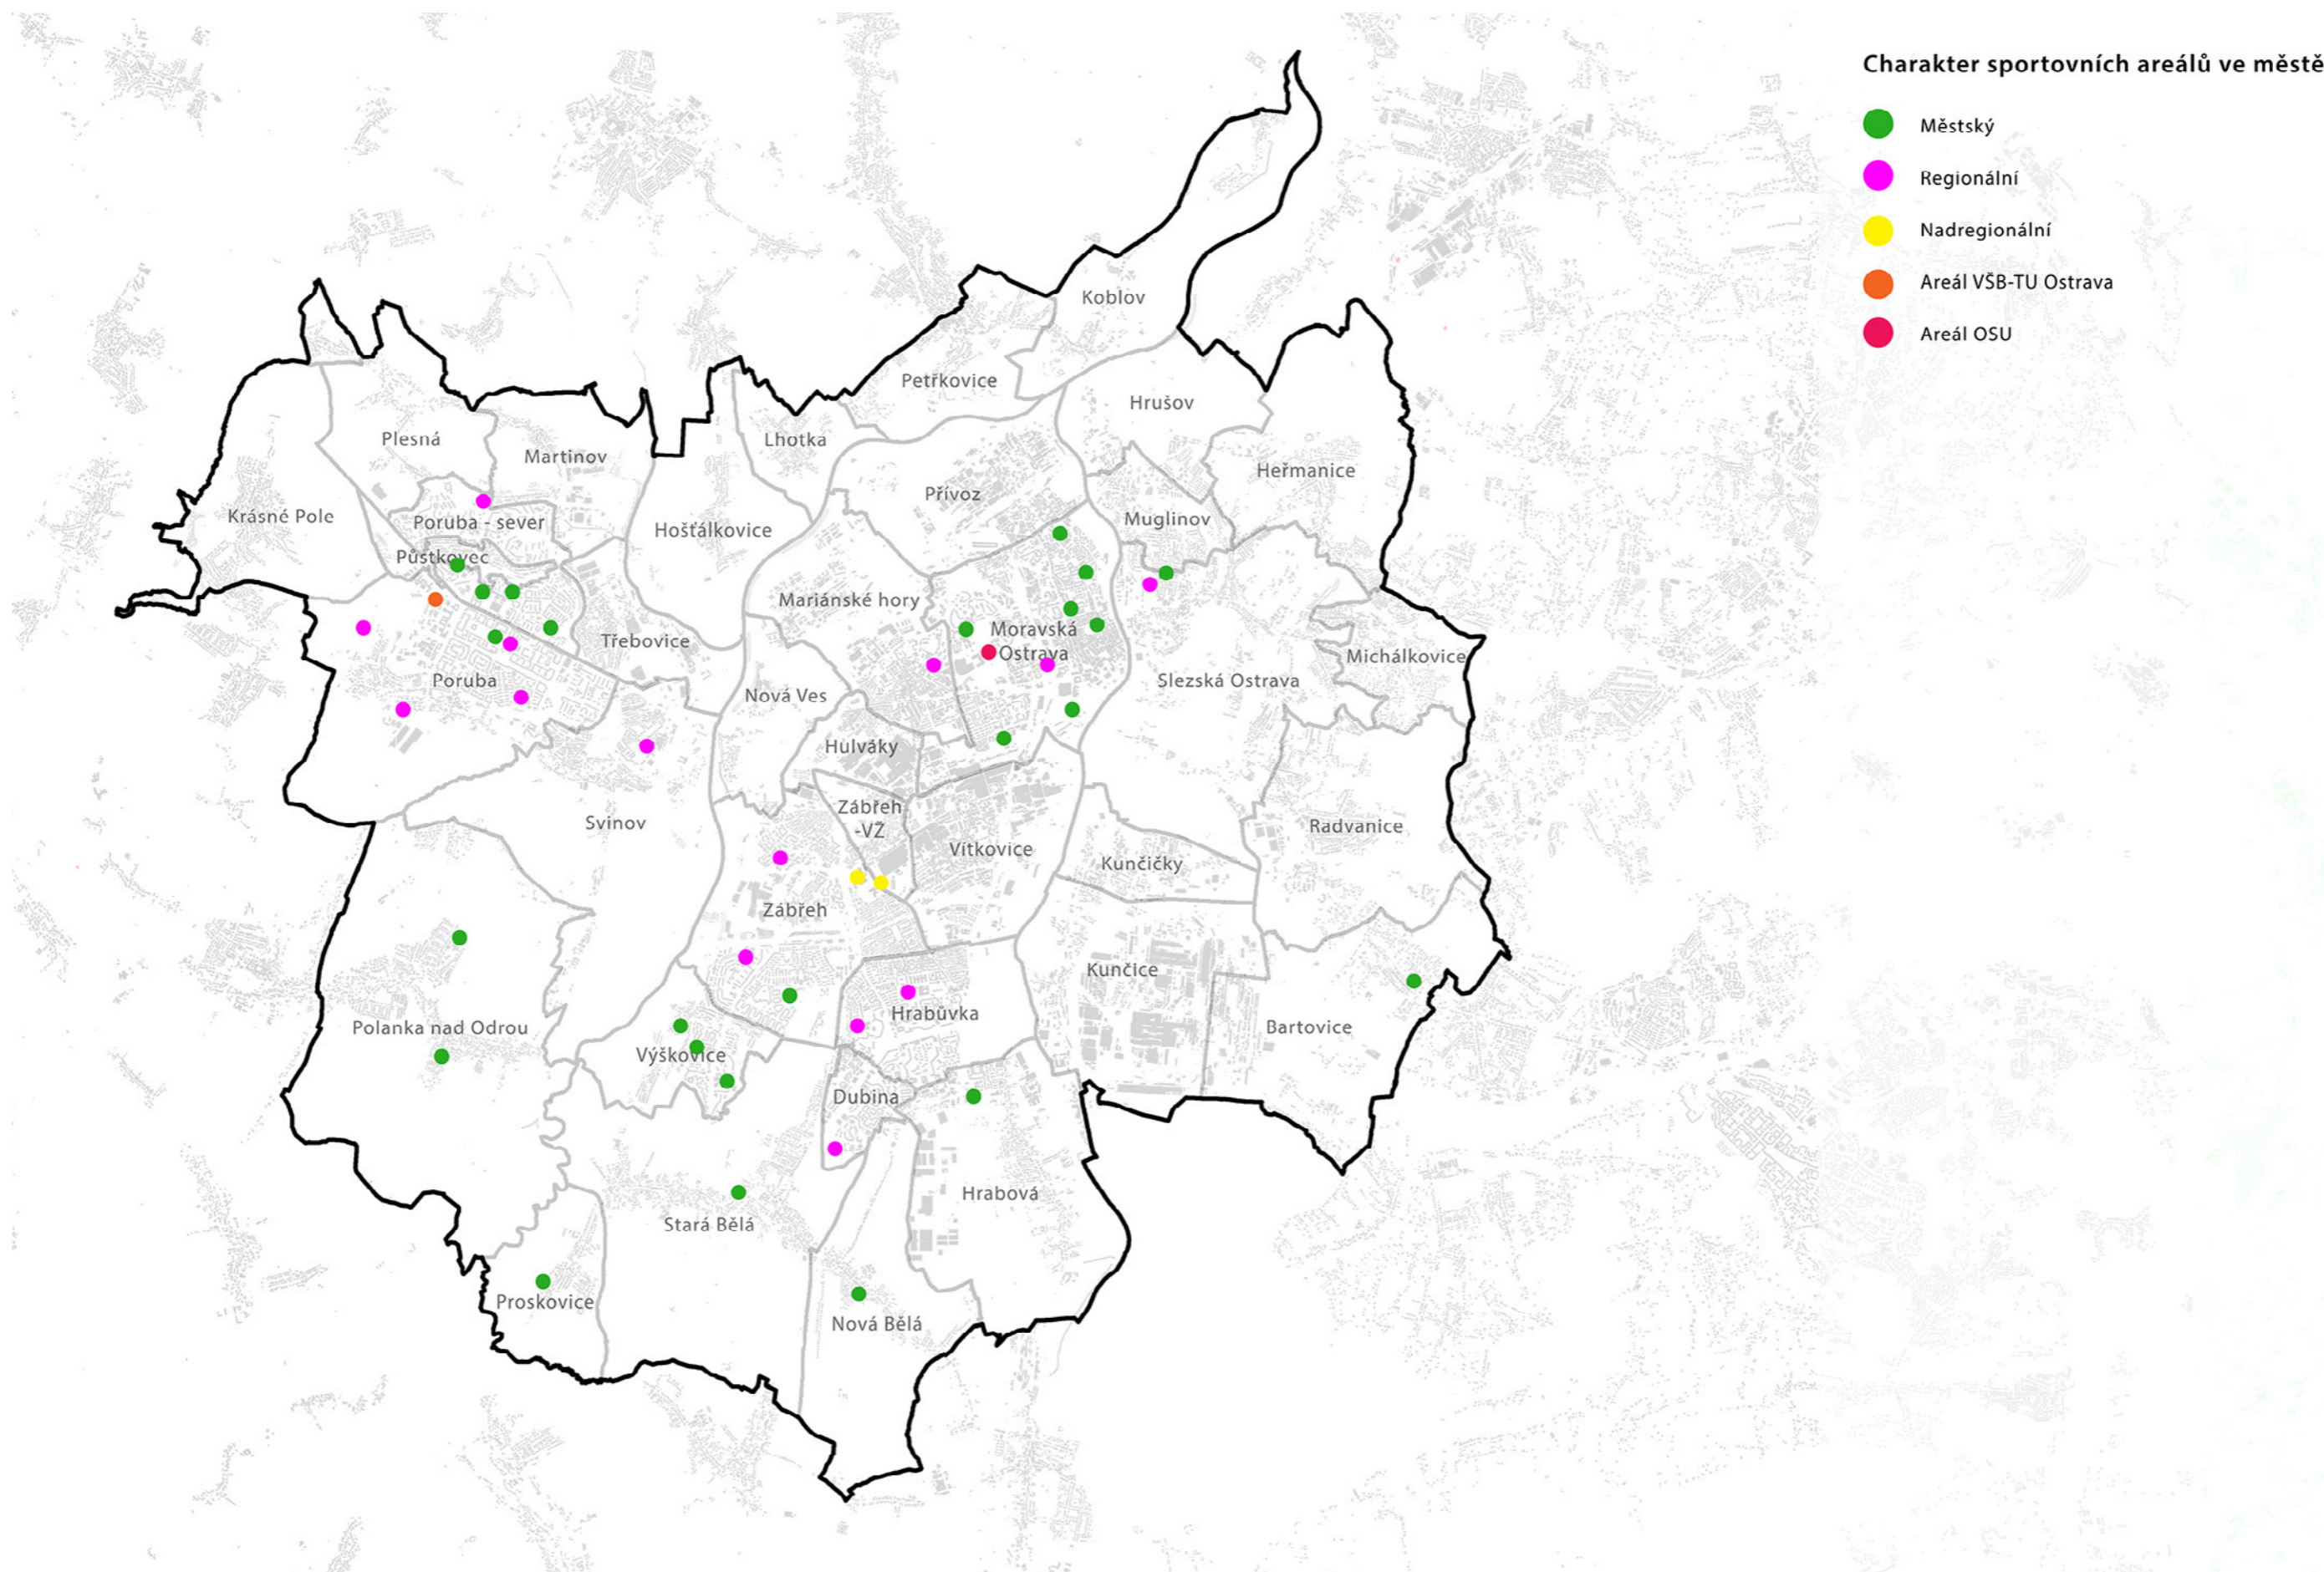 Charakter sportovních areálů ve městě
Městský
Regionální
Nadregionální
Areál VŠB-TU Ostrava
Areál OSU
Koblov
Petřkovice
Hrušov
Plesná
Martinov
Lhotka
Heřmanice
Přívoz
Krásné Pole
Poruba - sever
Hošťálkovice
Muglinov
Půstkovec
Mariánské hory
Třebovice
Moravská
Ostrava
Michálkovice
Poruba
Nová Ves
Slezská Ostrava
Hulváky
Svinov
Zábřeh
-VŽ
Vítkovice
Radvanice
Kunčičky
Zábřeh
Kunčice
Hrabůvka
Polanka nad Odrou
Bartovice
Výškovice
Dubina
Hrabová
Stará Bělá
Proskovice
Nová Bělá